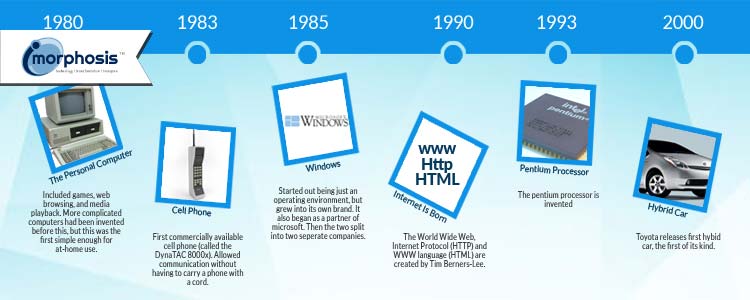 1980
1983
1985
1990
1993
2000
imorphosis
The Personal Computer
Included games, web
browsing, and media
playback. More complicated
computers had been invented
before this, but this was the
first simple enough for
at-home use.
Cell Phone
First commercially available
cell phone (called the
DynaTAC 8000x). Allowed
communication without
having to carry a phone with
a cord.
MICROSOFT
WINDOWS
Windows
Started out being just an
operating environment, but
grew into its own brand. It
also began as a partner of
microsoft. Then the two split
into two seperate companies.
www
Http
HTML
Internet Is Born
The World Wide Web,
Internet Protocol (HTTP) and
WWW language (HTML) are
created by Tim Berners-Lee.
intel
pentium
Pentium Processor
The pentium processor is
invented
Hybrid Car
Toyota releases first hybid
car, the first of its kind.